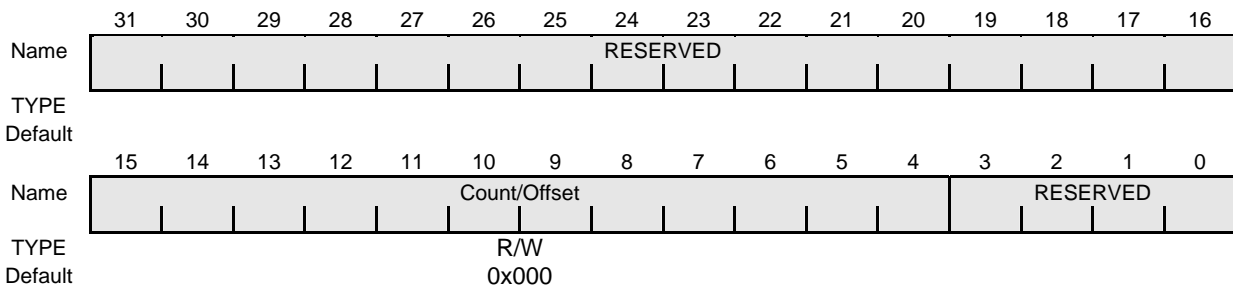 31 30 29 28 27 26 25 24 23 22 21 20 19 18 17 16
Name RESERVED
TYPE
Default
15 14 13 12 11 10 9 8 7 6 5 4 3 2 1 0
Name Count/Offset RESERVED
TYPE R/W
Default 0x000